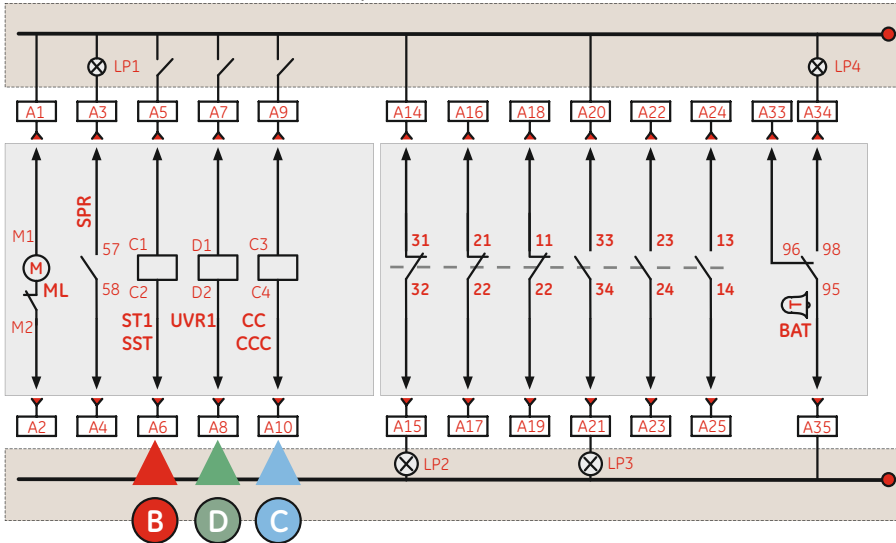 LP1 LP4
A1 A3 A5 A7 A9 A14 A16 A18 A20 A22 A24 A33 A34
SPR
M1 57 C1 D1 C3 31 21 11 33 23 13 96 98
M ML
58 C2 D2 C4 32 22 22 34 24 14 95
M2 ST1 UVR1 CC T
SST CCC BAT
A2 A4 A6 A8 A10 A15 A17 A19 A21 A23 A25 A35
LP2 LP3
B D C